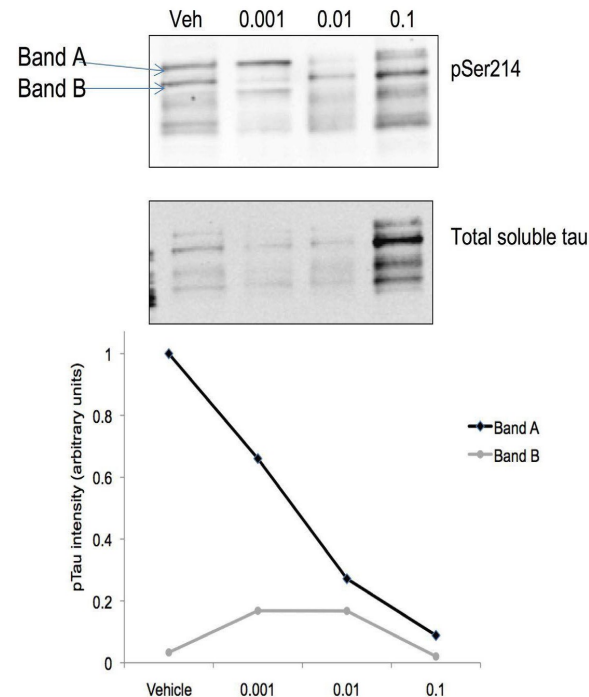 Veh 0.001 0.01 0.1
Band A
Band B
pSer214
Total soluble tau
pTau intensity (arbitrary units)
1
0.8
0.6
0.4
0.2
0
Vehicle 0.001 0.01 0.1
Band A
Band B